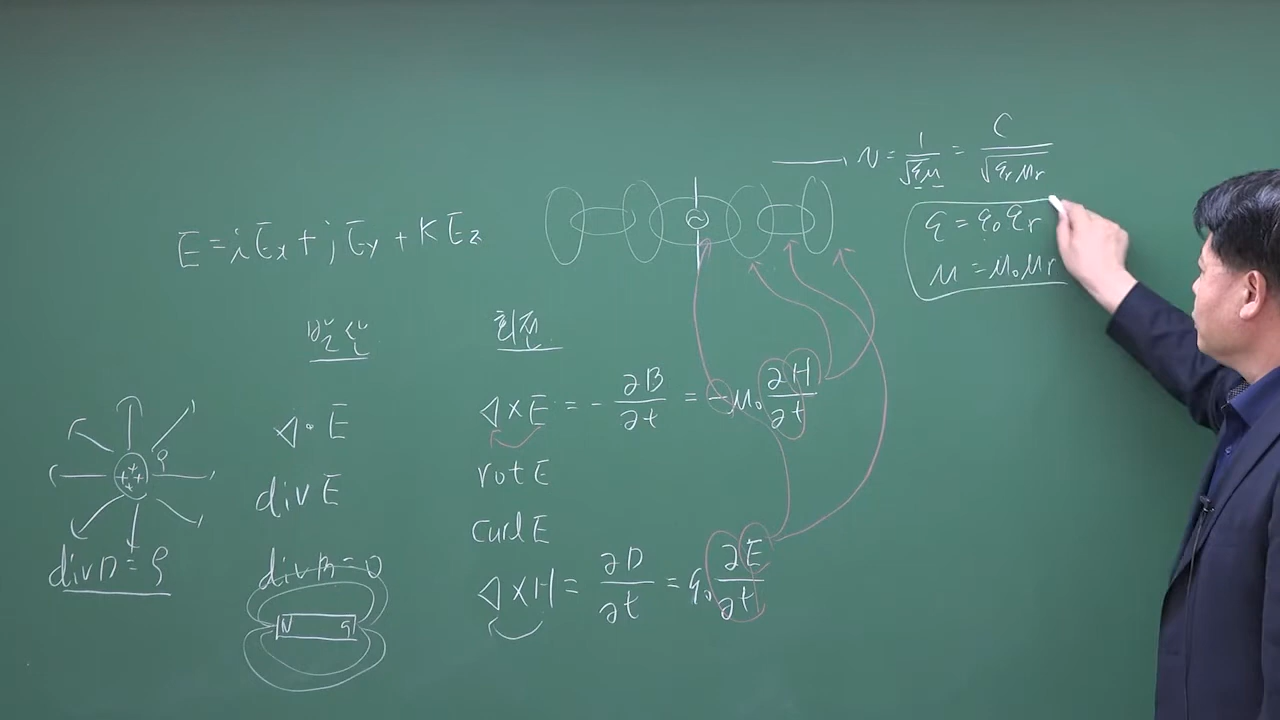 v = 1/√εμ = C/√εrμr
ε = ε₀εr
μ = μ₀μr
E = iEx + jEy + kEz
발산
회전
∇ · E
div E
∇ × E = - ∂B/∂t = - μ₀ ∂H/∂t
rot E
curl E
∇ × H = ∂D/∂t = ε₀ ∂E/∂t
Q
++
++
div D = ρ
div B = 0
N S